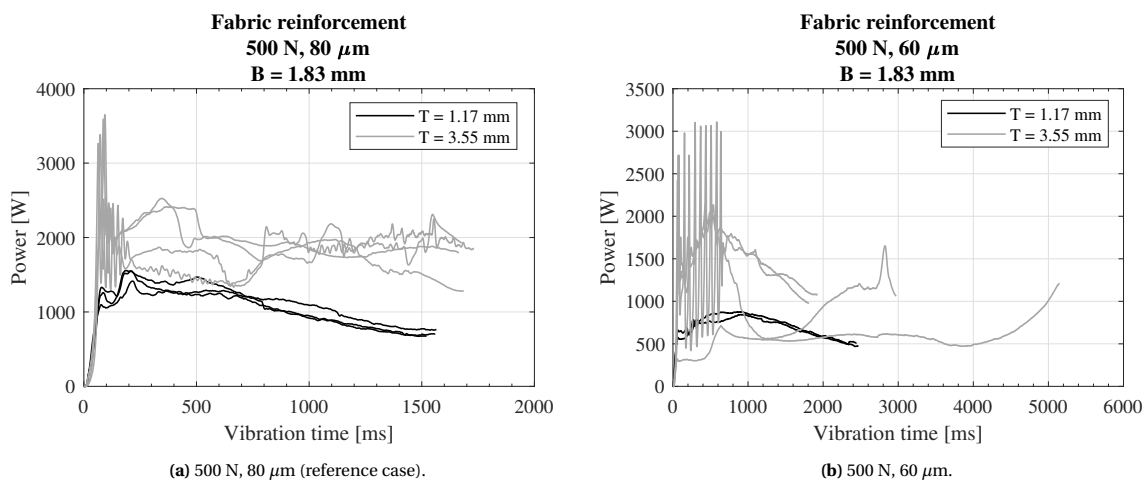 Fabric reinforcement
500 N, 80 μm
B = 1.83 mm
4000
3000
2000
1000
0
Power [W]
T = 1.17 mm
T = 3.55 mm
0 500 1000 1500 2000
Vibration time [ms]
(a) 500 N, 80 μm (reference case).
Fabric reinforcement
500 N, 60 μm
B = 1.83 mm
3500
3000
2500
2000
1500
1000
500
0
Power [W]
T = 1.17 mm
T = 3.55 mm
0 1000 2000 3000 4000 5000 6000
Vibration time [ms]
(b) 500 N, 60 μm.